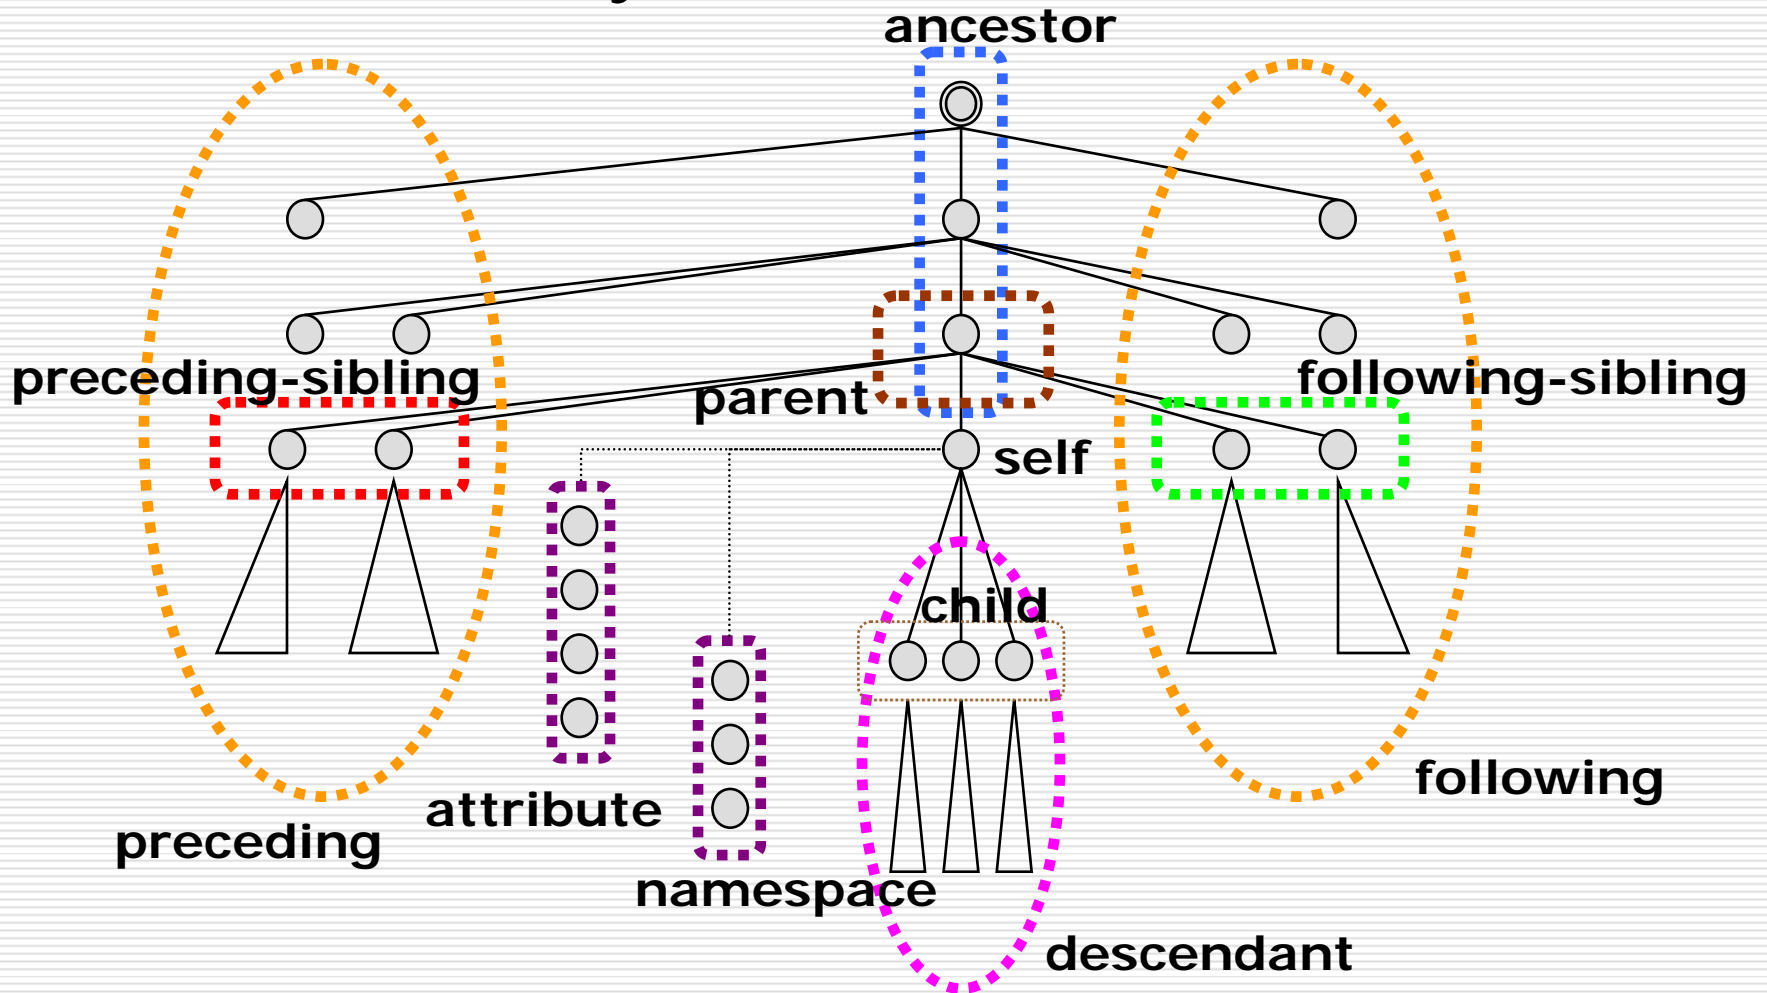 ancestor
preceding-sibling
parent
following-sibling
self
child
attribute
following
preceding
namespace
descendant